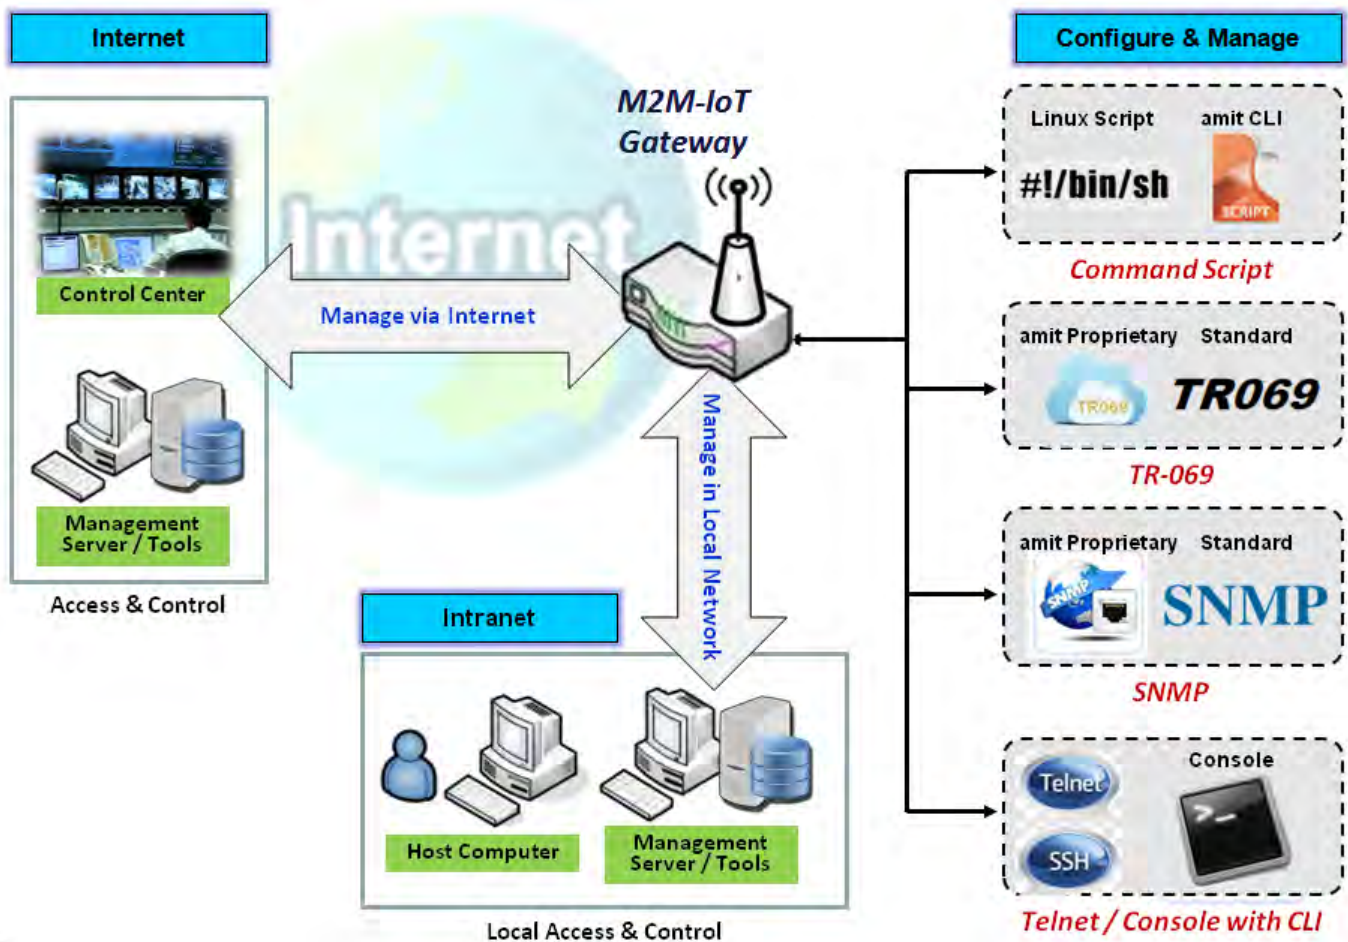 Internet
Control Center
Management
Server / Tools
Access & Control
Internet
M2M-IoT
Gateway
Manage via Internet
Manage in Local Network
Intranet
Host Computer
Management
Server / Tools
Local Access & Control
Configure & Manage
Linux Script
amit CLI
#!/bin/sh
SCRIPT
Command Script
amit Proprietary
Standard
TR069
TR069
TR-069
amit Proprietary
Standard
SNMP
SNMP
SNMP
Telnet
SSH
Console
>_
Telnet / Console with CLI